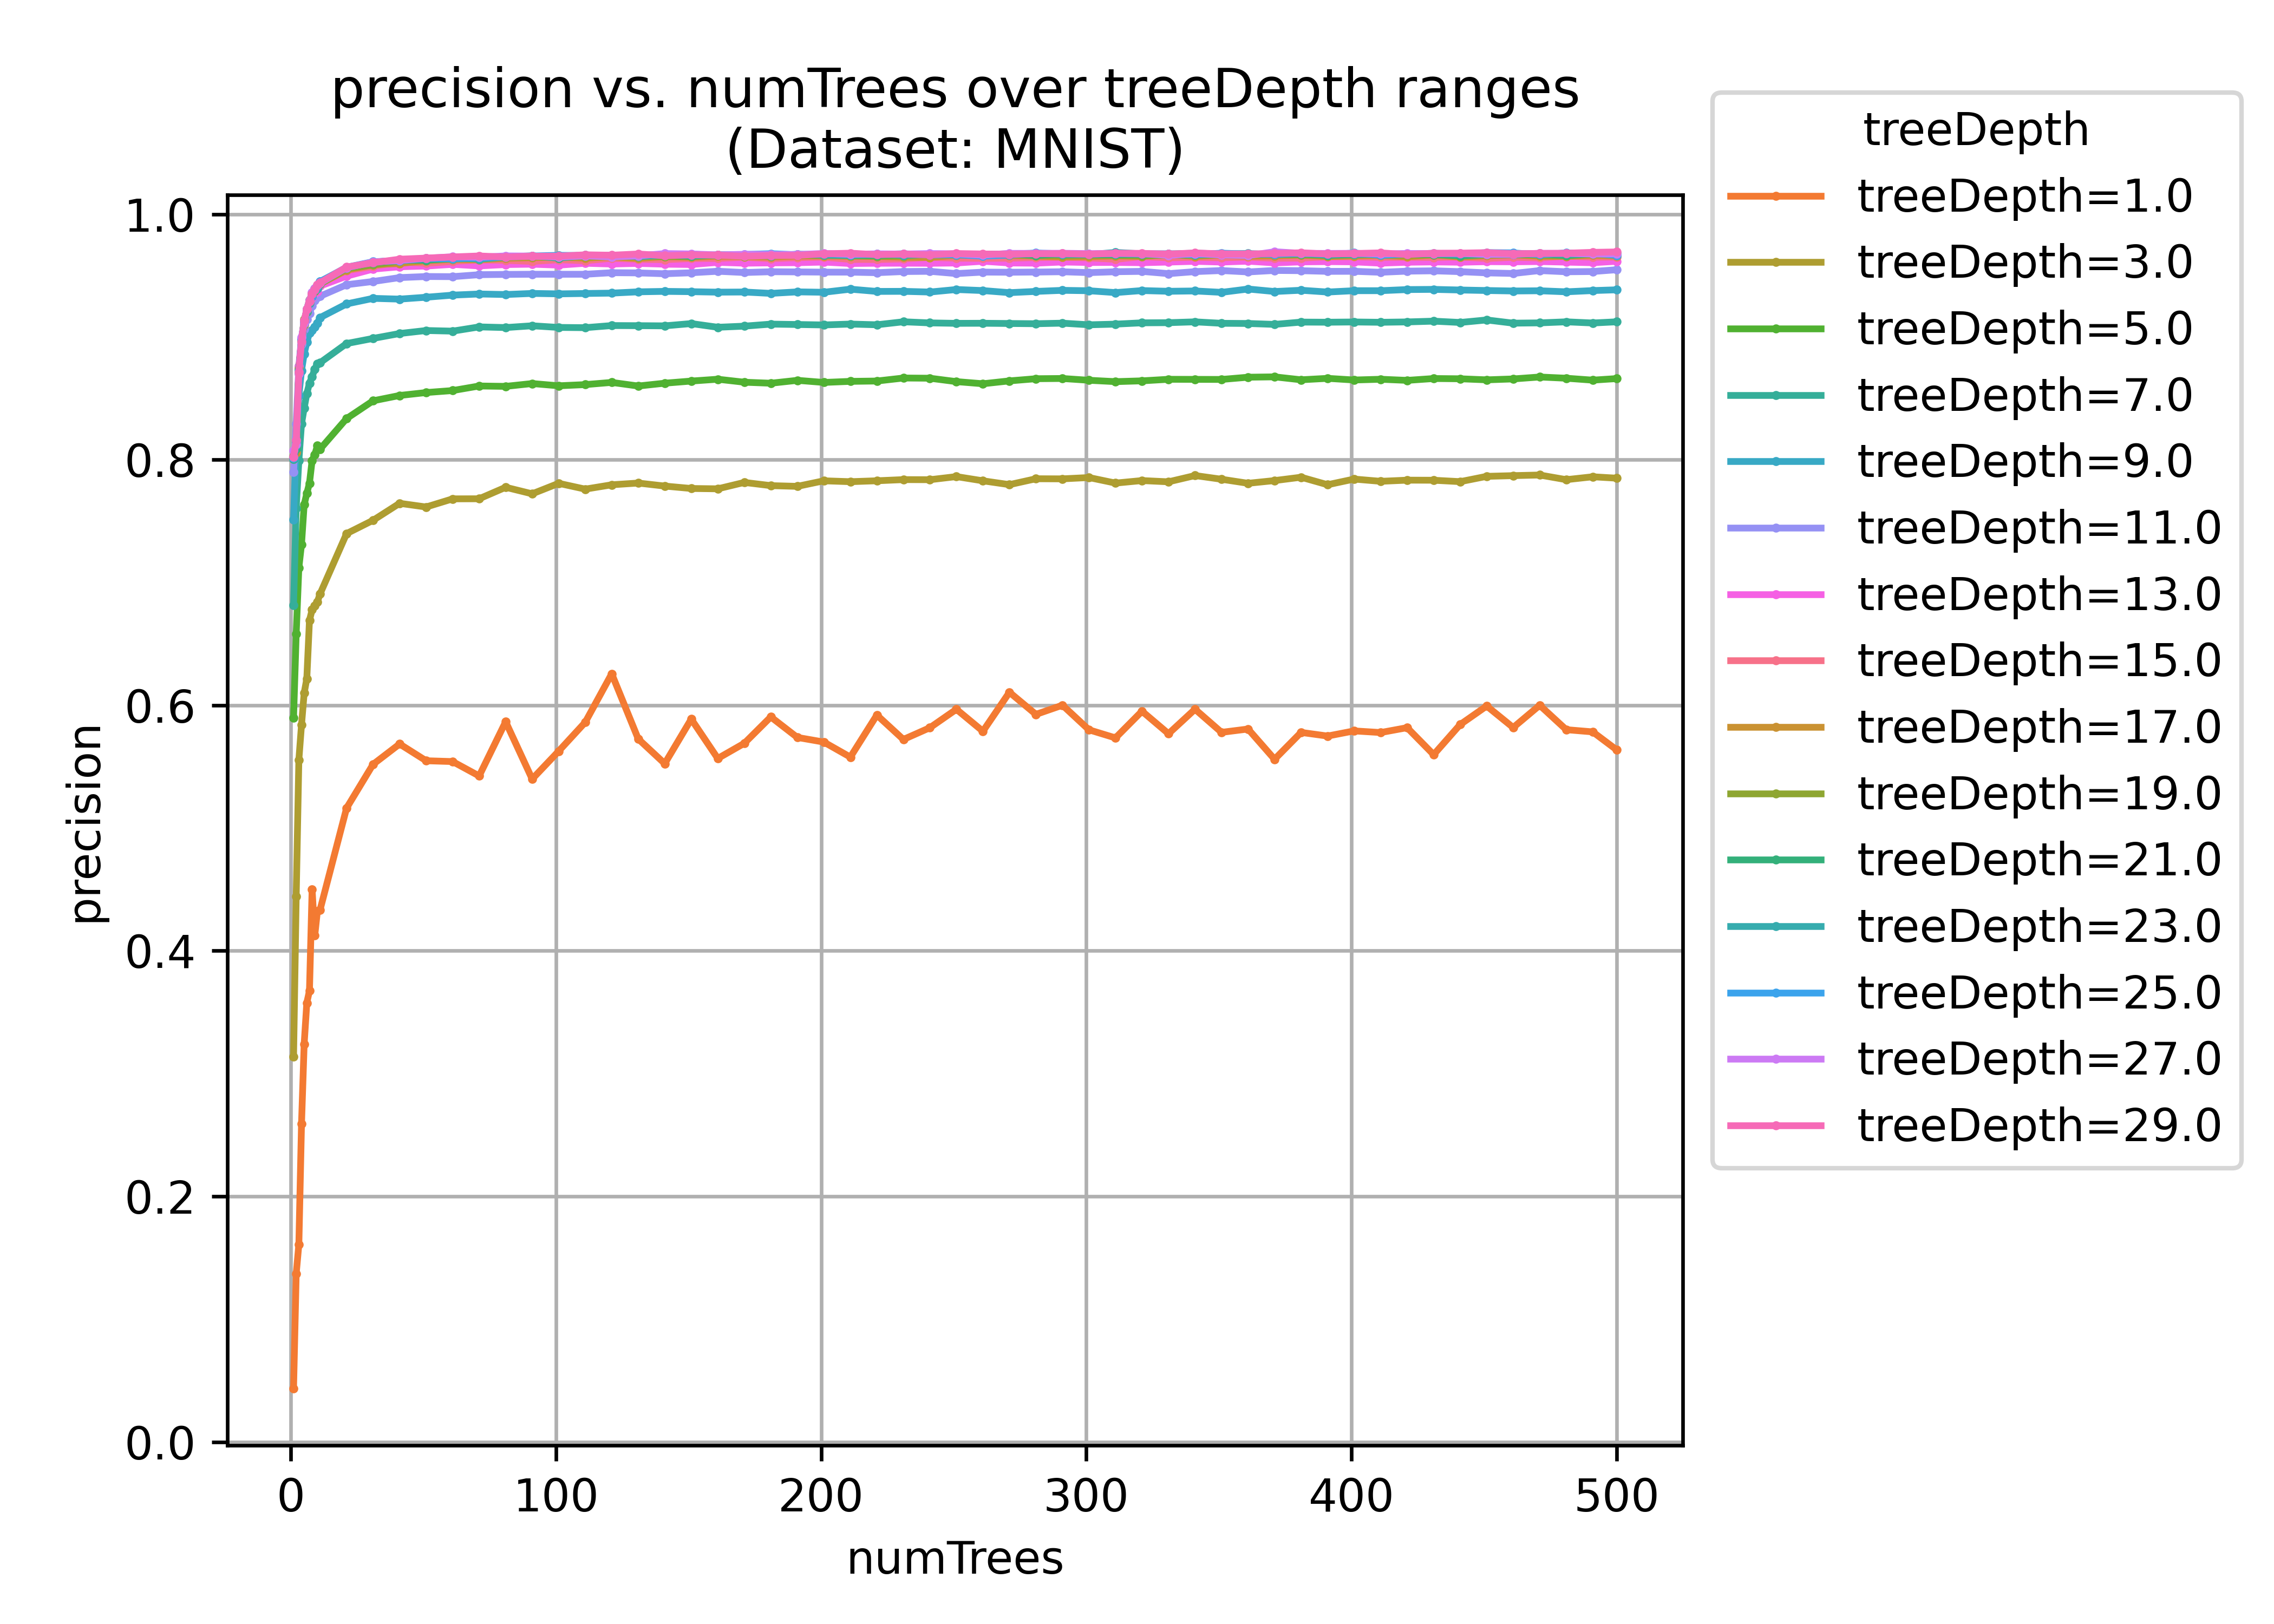 precision vs. numTrees over treeDepth ranges
(Dataset: MNIST)
treeDepth
treeDepth=1.0
treeDepth=3.0
treeDepth=5.0
treeDepth=7.0
treeDepth=9.0
treeDepth=11.0
treeDepth=13.0
treeDepth=15.0
treeDepth=17.0
treeDepth=19.0
treeDepth=21.0
treeDepth=23.0
treeDepth=25.0
treeDepth=27.0
treeDepth=29.0
precision
1.0
0.8
0.6
0.4
0.2
0.0
0 100 200 300 400 500
numTrees